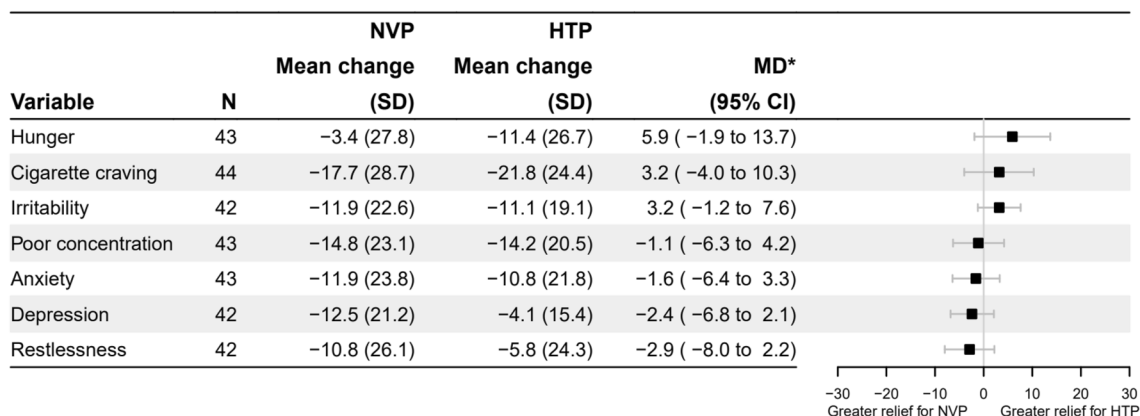 NVP HTP
Mean change Mean change MD*
Variable N (SD) (SD) (95% CI)
Hunger 43 −3.4 (27.8) −11.4 (26.7) 5.9 ( −1.9 to 13.7)
Cigarette craving 44 −17.7 (28.7) −21.8 (24.4) 3.2 ( −4.0 to 10.3)
Irritability 42 −11.9 (22.6) −11.1 (19.1) 3.2 ( −1.2 to 7.6)
Poor concentration 43 −14.8 (23.1) −14.2 (20.5) −1.1 ( −6.3 to 4.2)
Anxiety 43 −11.9 (23.8) −10.8 (21.8) −1.6 ( −6.4 to 3.3)
Depression 42 −12.5 (21.2) −4.1 (15.4) −2.4 ( −6.8 to 2.1)
Restlessness 42 −10.8 (26.1) −5.8 (24.3) −2.9 ( −8.0 to 2.2)
−30 −20 −10 0 10 20 30
Greater relief for NVP Greater relief for HTP